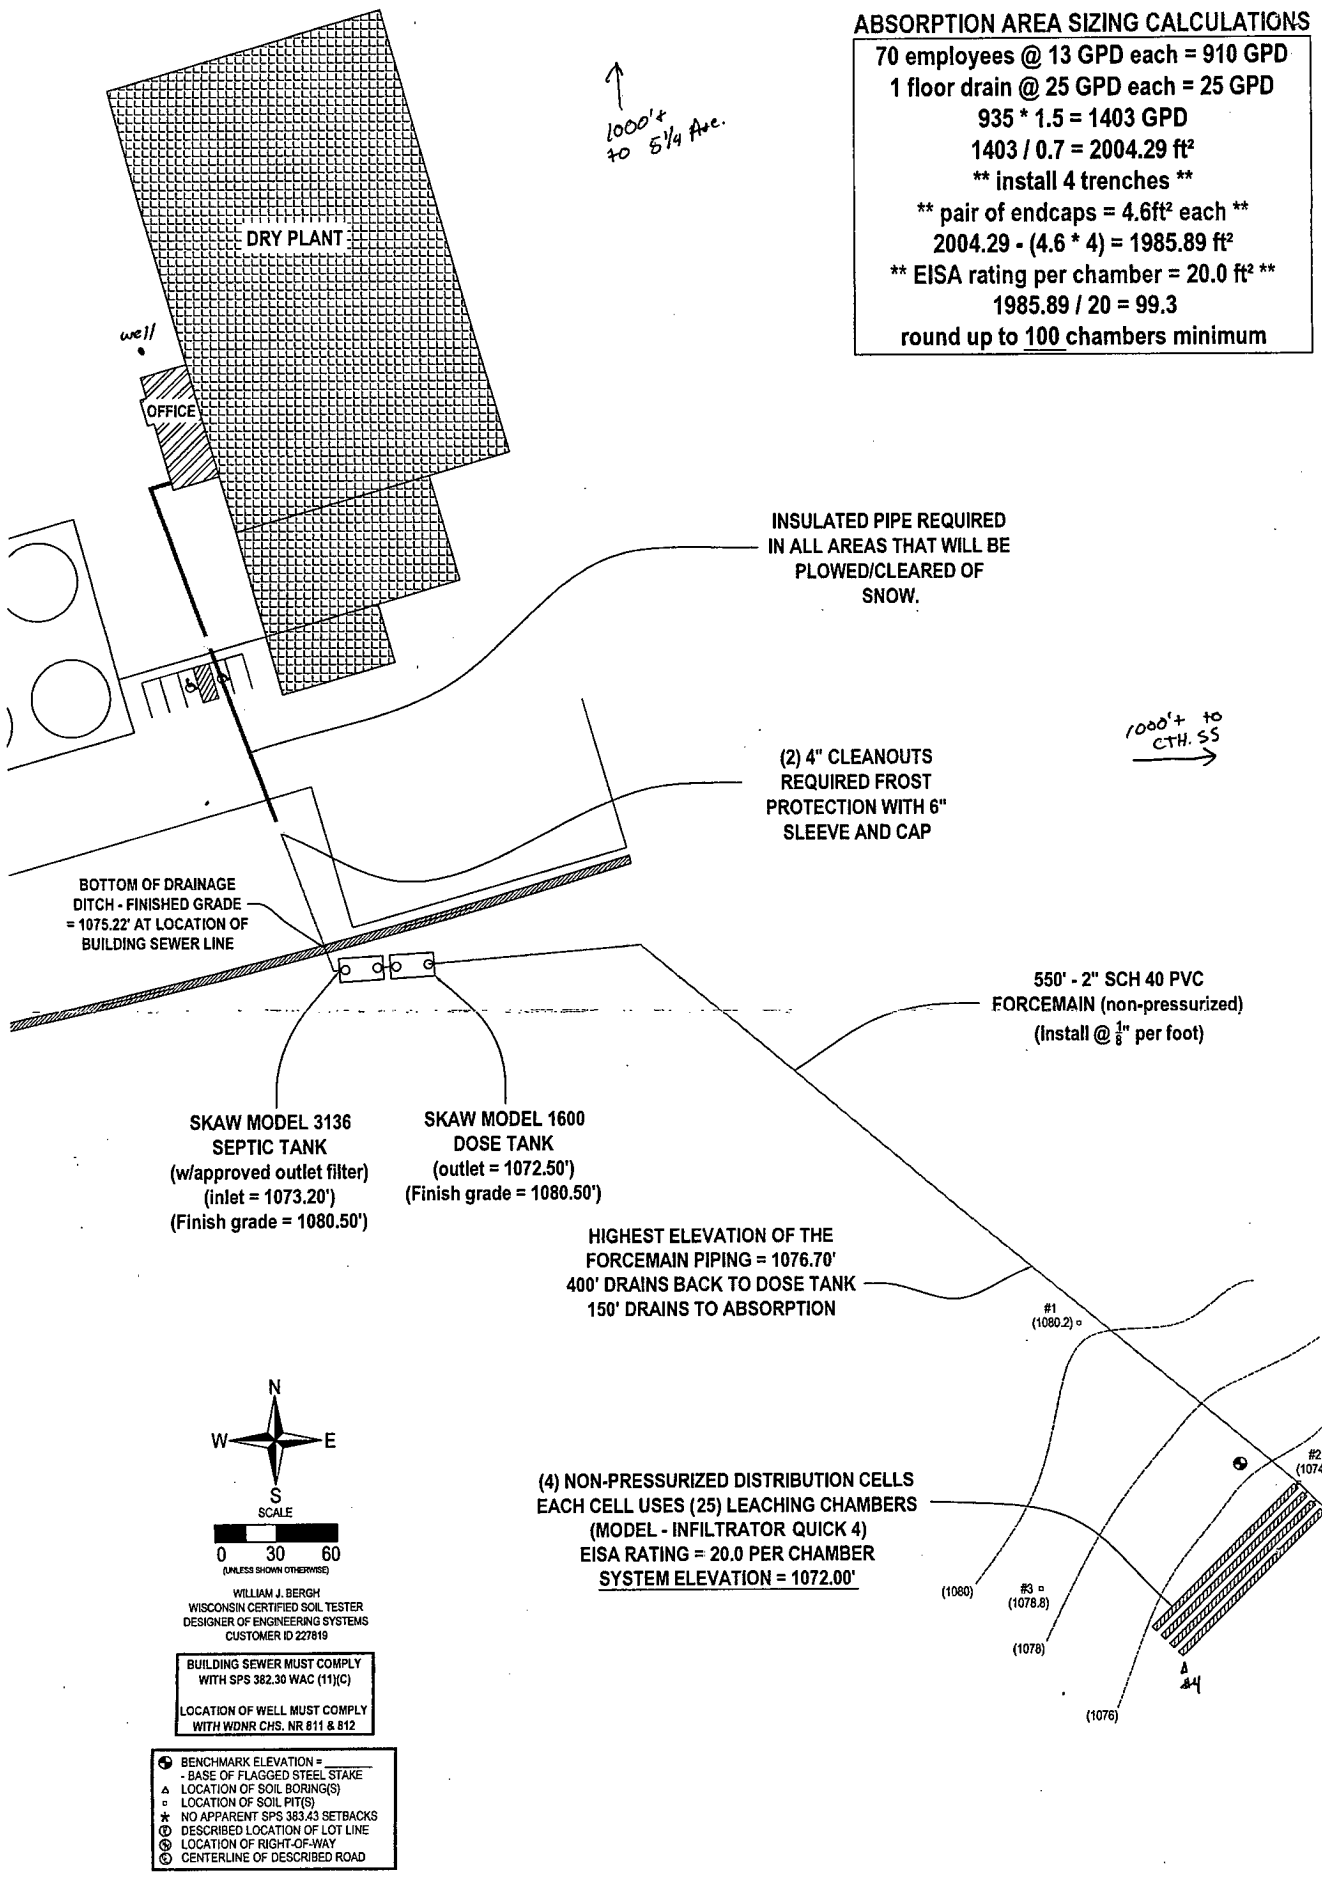 ABSORPTION AREA SIZING CALCULATIONS
70 employees @ 13 GPD each = 910 GPD
1 floor drain @ 25 GPD each = 25 GPD
935 * 1.5 = 1403 GPD
1403 / 0.7 = 2004.29 ft²
** install 4 trenches **
** pair of endcaps = 4.6ft² each **
2004.29 - (4.6 * 4) = 1985.89 ft²
** EISA rating per chamber = 20.0 ft² **
1985.89 / 20 = 99.3
round up to 100 chambers minimum
1000'+
to 5 1/4 Ave.
DRY PLANT
well
OFFICE
INSULATED PIPE REQUIRED
IN ALL AREAS THAT WILL BE
PLOWED/CLEARED OF
SNOW.
1000'+ to
CTH. SS
(2) 4" CLEANOUTS
REQUIRED FROST
PROTECTION WITH 6"
SLEEVE AND CAP
BOTTOM OF DRAINAGE
DITCH - FINISHED GRADE
= 1075.22' AT LOCATION OF
BUILDING SEWER LINE
550' - 2" SCH 40 PVC
FORCEMAIN (non-pressurized)
(Install @ 1/8" per foot)
SKAW MODEL 3136
SEPTIC TANK
(w/approved outlet filter)
(inlet = 1073.20')
(Finish grade = 1080.50')
SKAW MODEL 1600
DOSE TANK
(outlet = 1072.50')
(Finish grade = 1080.50')
HIGHEST ELEVATION OF THE
FORCEMAIN PIPING = 1076.70'
400' DRAINS BACK TO DOSE TANK
150' DRAINS TO ABSORPTION
#1
(1080.2)
N
W E
S
SCALE
0 30 60
(UNLESS SHOWN OTHERWISE)
#2
(1074
(4) NON-PRESSURIZED DISTRIBUTION CELLS
EACH CELL USES (25) LEACHING CHAMBERS
(MODEL - INFILTRATOR QUICK 4)
EISA RATING = 20.0 PER CHAMBER
SYSTEM ELEVATION = 1072.00'
(1080)
#3
(1078.8)
(1078)
#4
(1076)
WILLIAM J. BERGH
WISCONSIN CERTIFIED SOIL TESTER
DESIGNER OF ENGINEERING SYSTEMS
CUSTOMER ID 227819
BUILDING SEWER MUST COMPLY
WITH SPS 382.30 WAC (11)(C)
LOCATION OF WELL MUST COMPLY
WITH WDNR CHS. NR 811 & 812
BENCHMARK ELEVATION = ________
- BASE OF FLAGGED STEEL STAKE
LOCATION OF SOIL BORING(S)
LOCATION OF SOIL PIT(S)
NO APPARENT SPS 383.43 SETBACKS
DESCRIBED LOCATION OF LOT LINE
LOCATION OF RIGHT-OF-WAY
CENTERLINE OF DESCRIBED ROAD